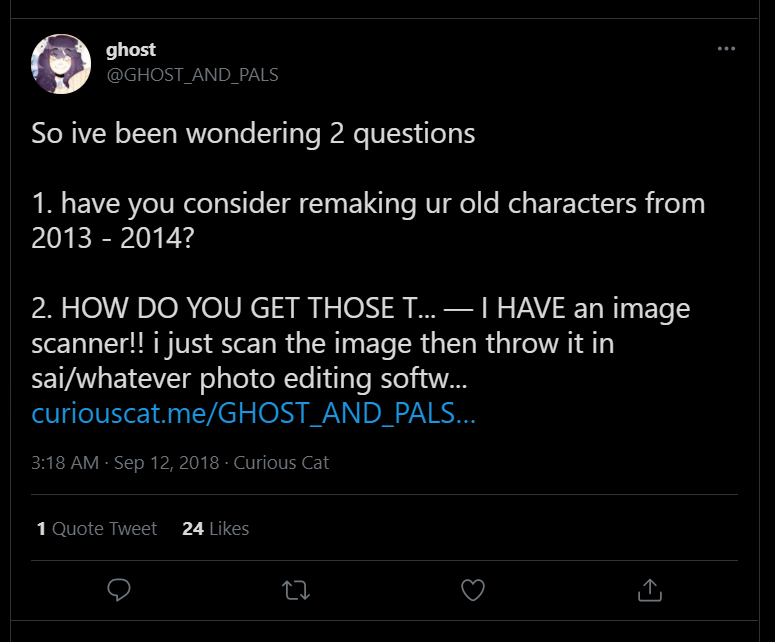 ghost
@GHOST_AND_PALS
So ive been wondering 2 questions
1. have you consider remaking ur old characters from
2013 - 2014?
2. HOW DO YOU GET THOSE T... — I HAVE an image
scanner!! i just scan the image then throw it in
sai/whatever photo editing softw...
curiouscat.me/GHOST_AND_PALS...
3:18 AM · Sep 12, 2018 · Curious Cat
1 Quote Tweet 24 Likes